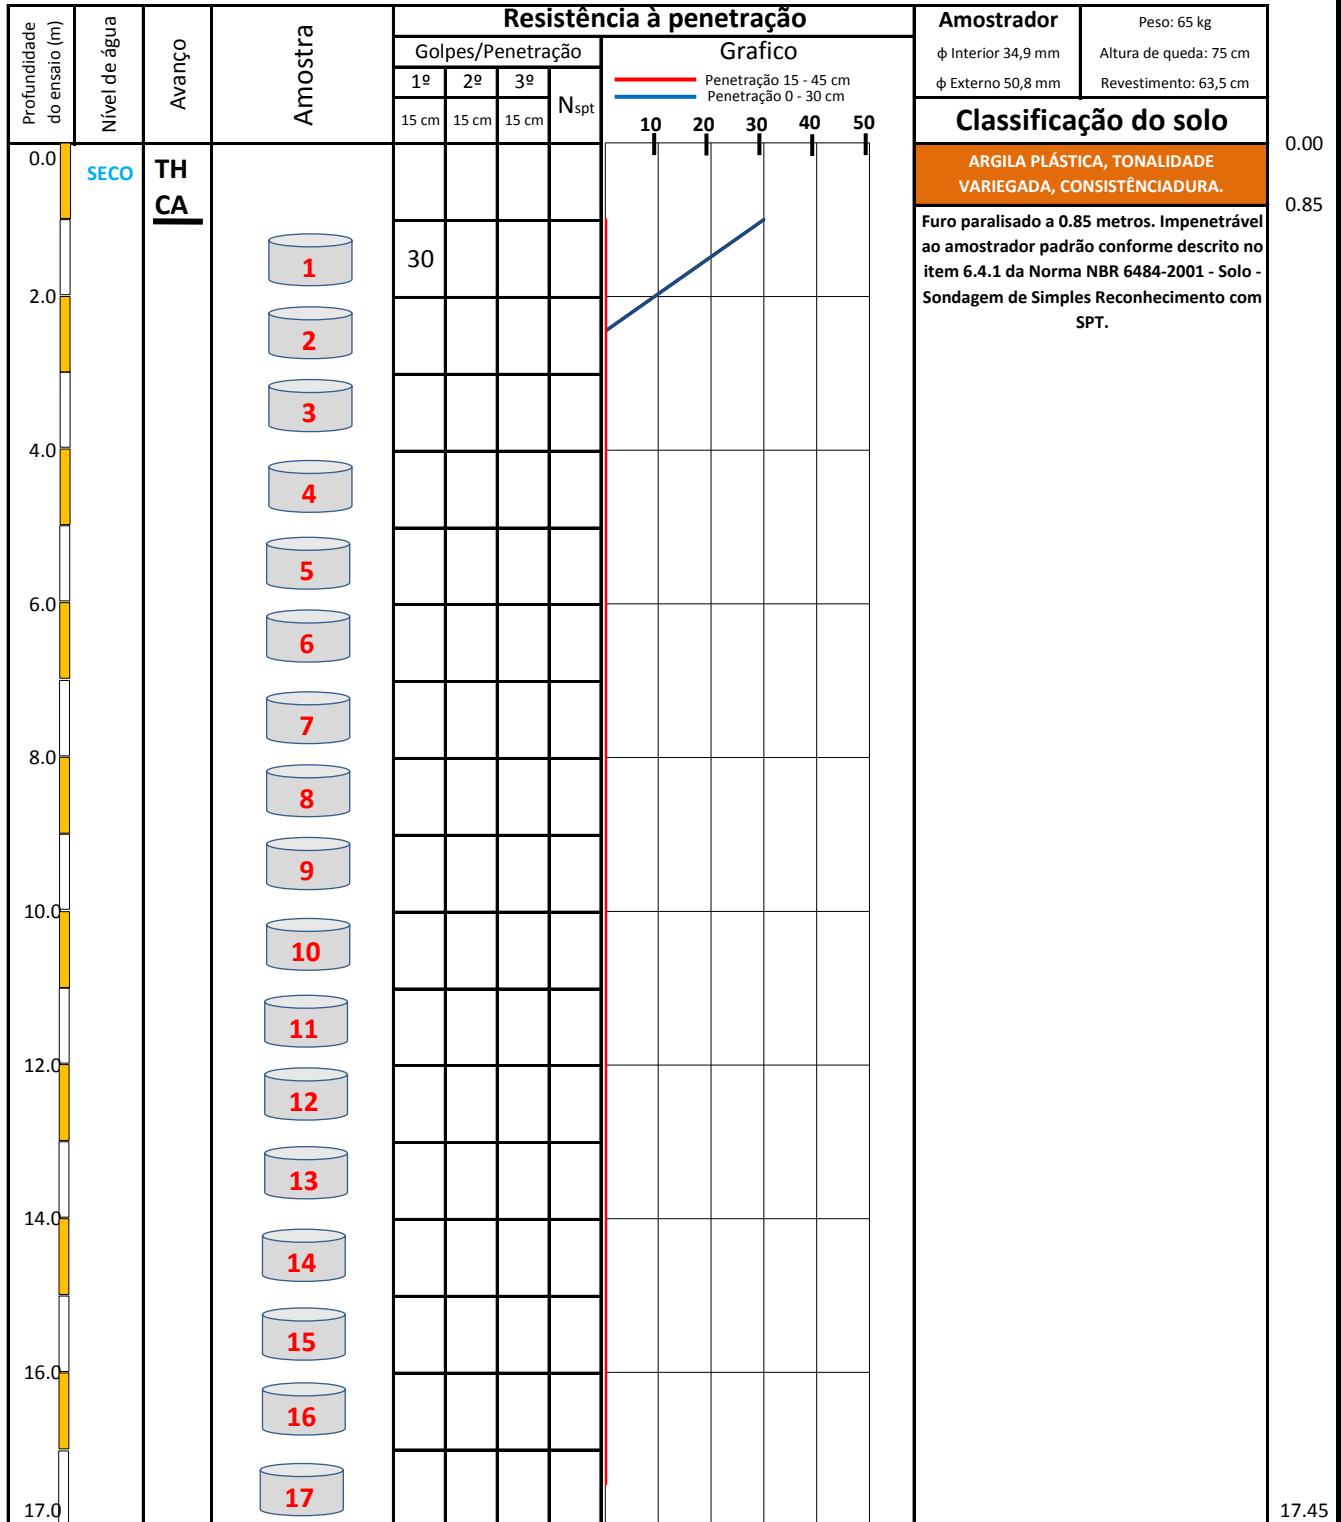 Profundidade
do ensaio (m)
Nível de água
Avanço
Amostra
Resistência à penetração
Golpes/Penetração
1º 2º 3º
15 cm 15 cm 15 cm
Nspt
Grafico
Penetração 15 - 45 cm
Penetração 0 - 30 cm
10 20 30 40 50
Amostrador
ϕ Interior 34,9 mm
ϕ Externo 50,8 mm
Peso: 65 kg
Altura de queda: 75 cm
Revestimento: 63,5 cm
Classificação do solo
0.0
SECO
TH
CA
ARGILA PLÁSTICA, TONALIDADE
VARIEGADA, CONSISTÊNCIADURA.
0.00
0.85
Furo paralisado a 0.85 metros. Impenetrável
ao amostrador padrão conforme descrito no
item 6.4.1 da Norma NBR 6484-2001 - Solo -
Sondagem de Simples Reconhecimento com
SPT.
1
30
2.0
2
3
4.0
4
5
6.0
6
7
8.0
8
9
10.0
10
11
12.0
12
13
14.0
14
15
16.0
16
17
17.0
17.45